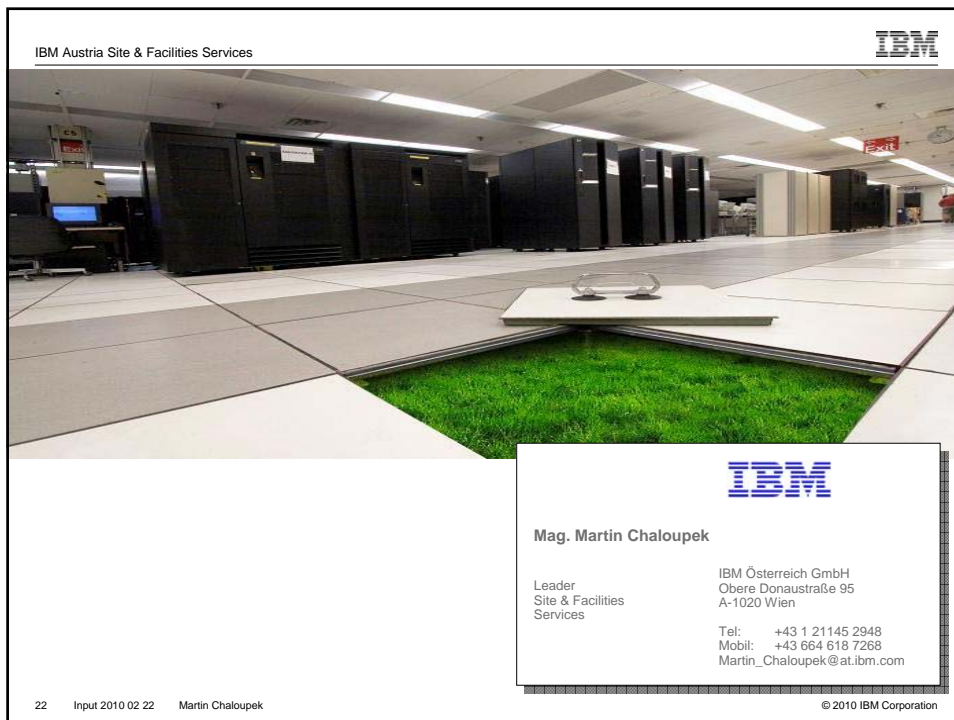 IBM Austria Site & Facilities Services
IBM
Exit
Exit
IBM
Mag. Martin Chaloupek
Leader
Site & Facilities
Services
IBM Österreich GmbH
Obere Donaustraße 95
A-1020 Wien
Tel: +43 1 21145 2948
Mobil: +43 664 618 7268
Martin_Chaloupek@at.ibm.com
22 Input 2010 02 22 Martin Chaloupek © 2010 IBM Corporation